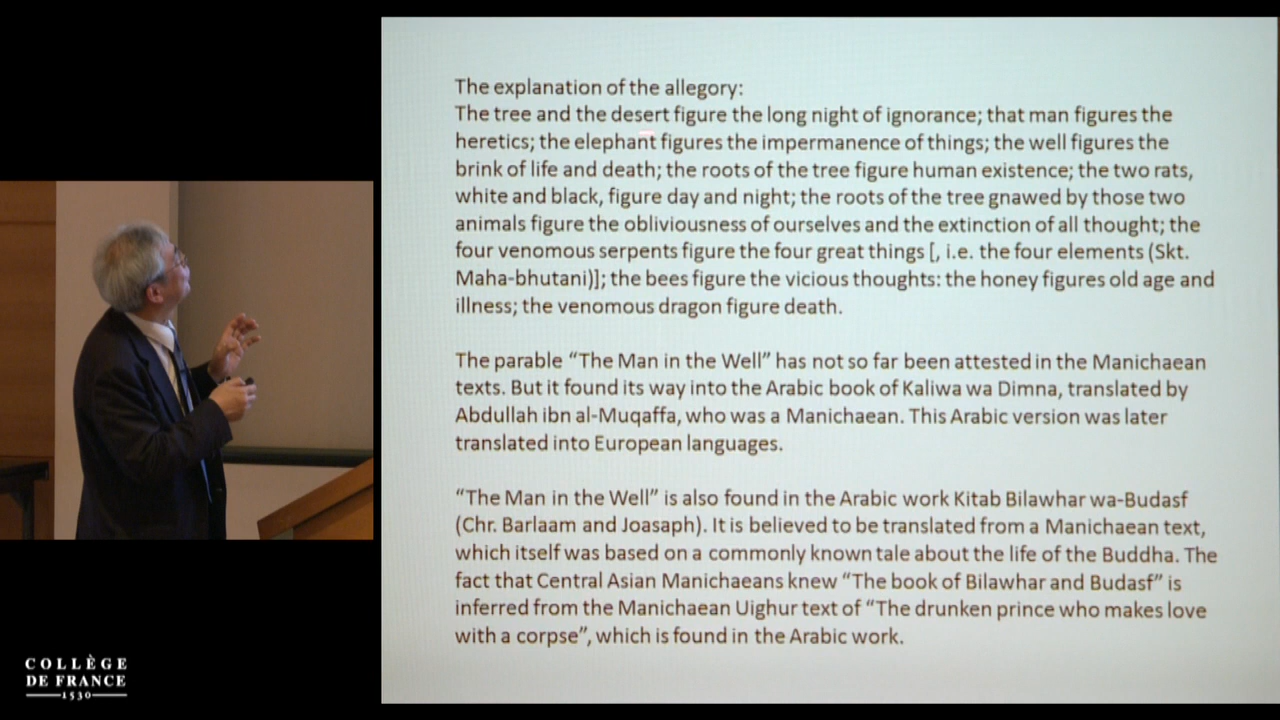 The explanation of the allegory:
The tree and the desert figure the long night of ignorance; that man figures the
heretics; the elephant figures the impermanence of things; the well figures the
brink of life and death; the roots of the tree figure human existence; the two rats,
white and black, figure day and night; the roots of the tree gnawed by those two
animals figure the obliviousness of ourselves and the extinction of all thought; the
four venomous serpents figure the four great things [, i.e. the four elements (Skt.
Maha-bhutani)]; the bees figure the vicious thoughts: the honey figures old age and
illness; the venomous dragon figure death.
The parable “The Man in the Well” has not so far been attested in the Manichaean
texts. But it found its way into the Arabic book of Kaliwa wa Dimna, translated by
Abdullah ibn al-Muqaffa, who was a Manichaean. This Arabic version was later
translated into European languages.
“The Man in the Well” is also found in the Arabic work Kitab Bilawhar wa-Budasf
(Chr. Barlaam and Joasaph). It is believed to be translated from a Manichaean text,
which itself was based on a commonly known tale about the life of the Buddha. The
fact that Central Asian Manichaeans knew “The book of Bilawhar and Budasf” is
inferred from the Manichaean Uighur text of “The drunken prince who makes love
with a corpse”, which is found in the Arabic work.
COLLÈGE
DE FRANCE
1530